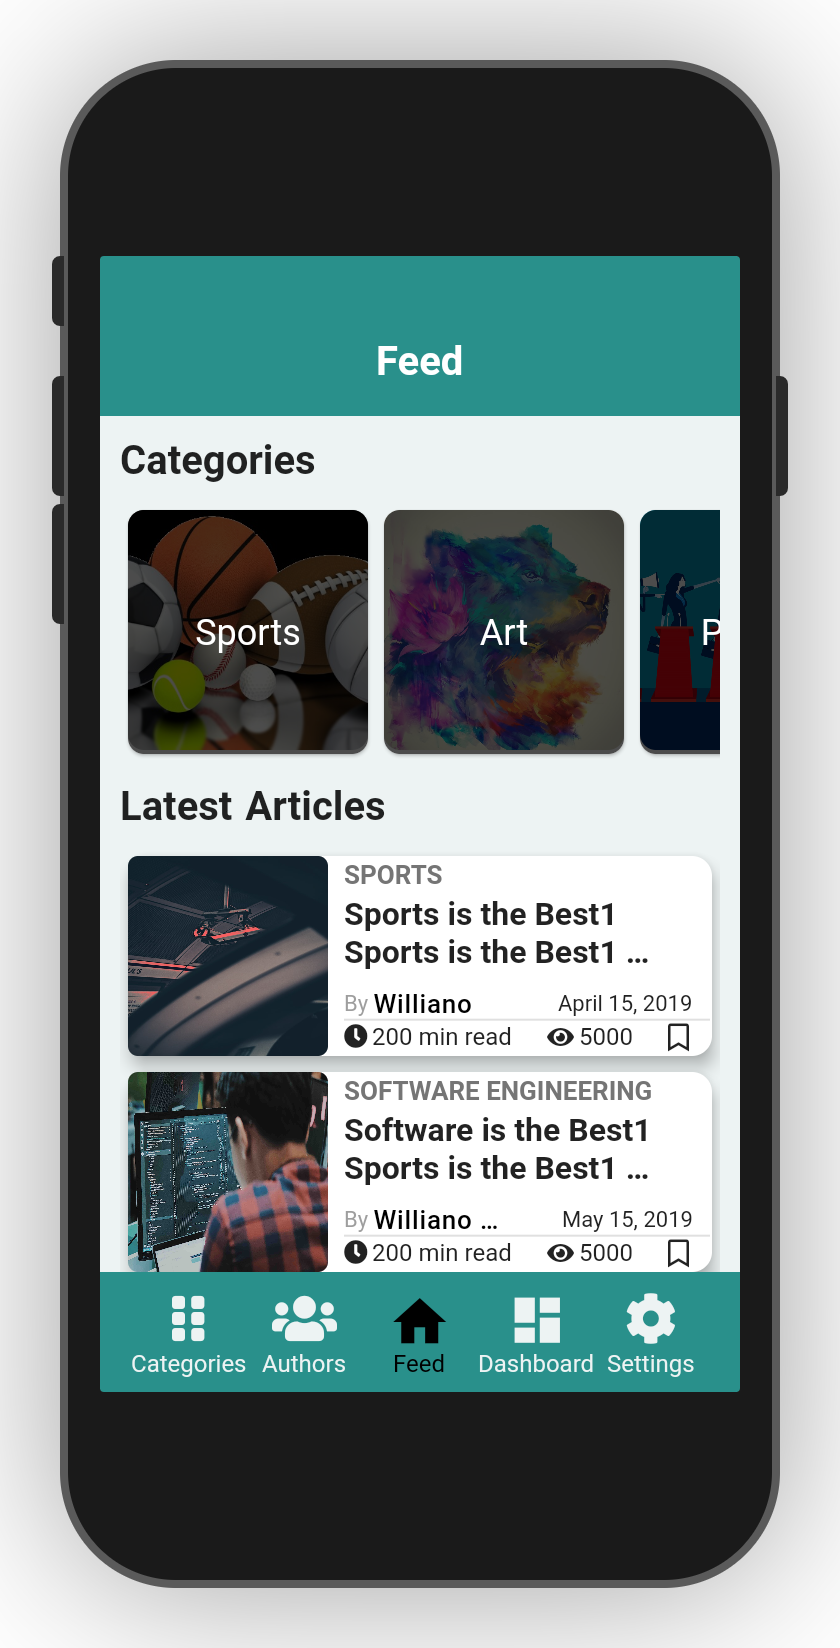 Feed
Categories
Sports
Art
P
Latest Articles
SPORTS
Sports is the Best1
Sports is the Best1 ...
By Williano
April 15, 2019
200 min read
5000
SOFTWARE ENGINEERING
Software is the Best1
Sports is the Best1 ...
By Williano ...
May 15, 2019
200 min read
5000
Categories
Authors
Feed
Dashboard
Settings